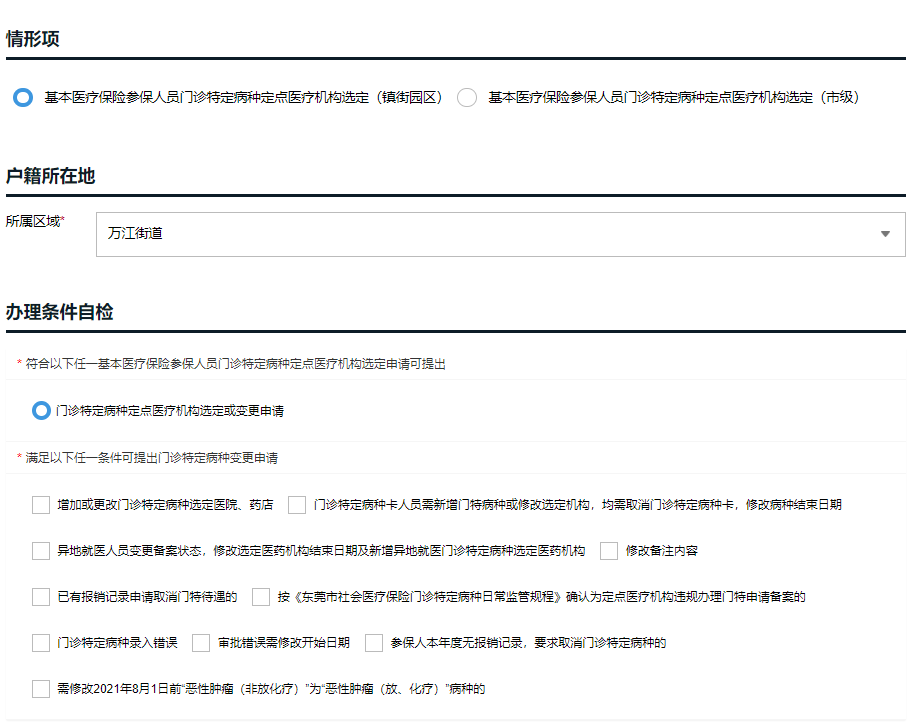 情形项
基本医疗保险参保人员门诊特定病种定点医疗机构选定（镇街园区） 基本医疗保险参保人员门诊特定病种定点医疗机构选定（市级）
户籍所在地
所属区域* 万江街道
办理条件自检
* 符合以下任一基本医疗保险参保人员门诊特定病种定点医疗机构选定申请可提出
门诊特定病种定点医疗机构选定或变更申请
* 满足以下任一条件可提出门诊特定病种变更申请
增加或更改门诊特定病种选定医院、药店 门诊特定病种卡人员需新增门特病种或修改选定机构，均需取消门诊特定病种卡，修改病种结束日期
异地就医人员变更备案状态，修改选定医药机构结束日期及新增异地就医门诊特定病种选定医药机构 修改备注内容
已有报销记录申请取消门特待遇的 按《东莞市社会医疗保险门诊特定病种日常监管规程》确认为定点医疗机构违规办理门特申请备案的
门诊特定病种录入错误 审批错误需修改开始日期 参保人本年度无报销记录，要求取消门诊特定病种的
需修改2021年8月1日前“恶性肿瘤（非放化疗）”为“恶性肿瘤（放、化疗）”病种的